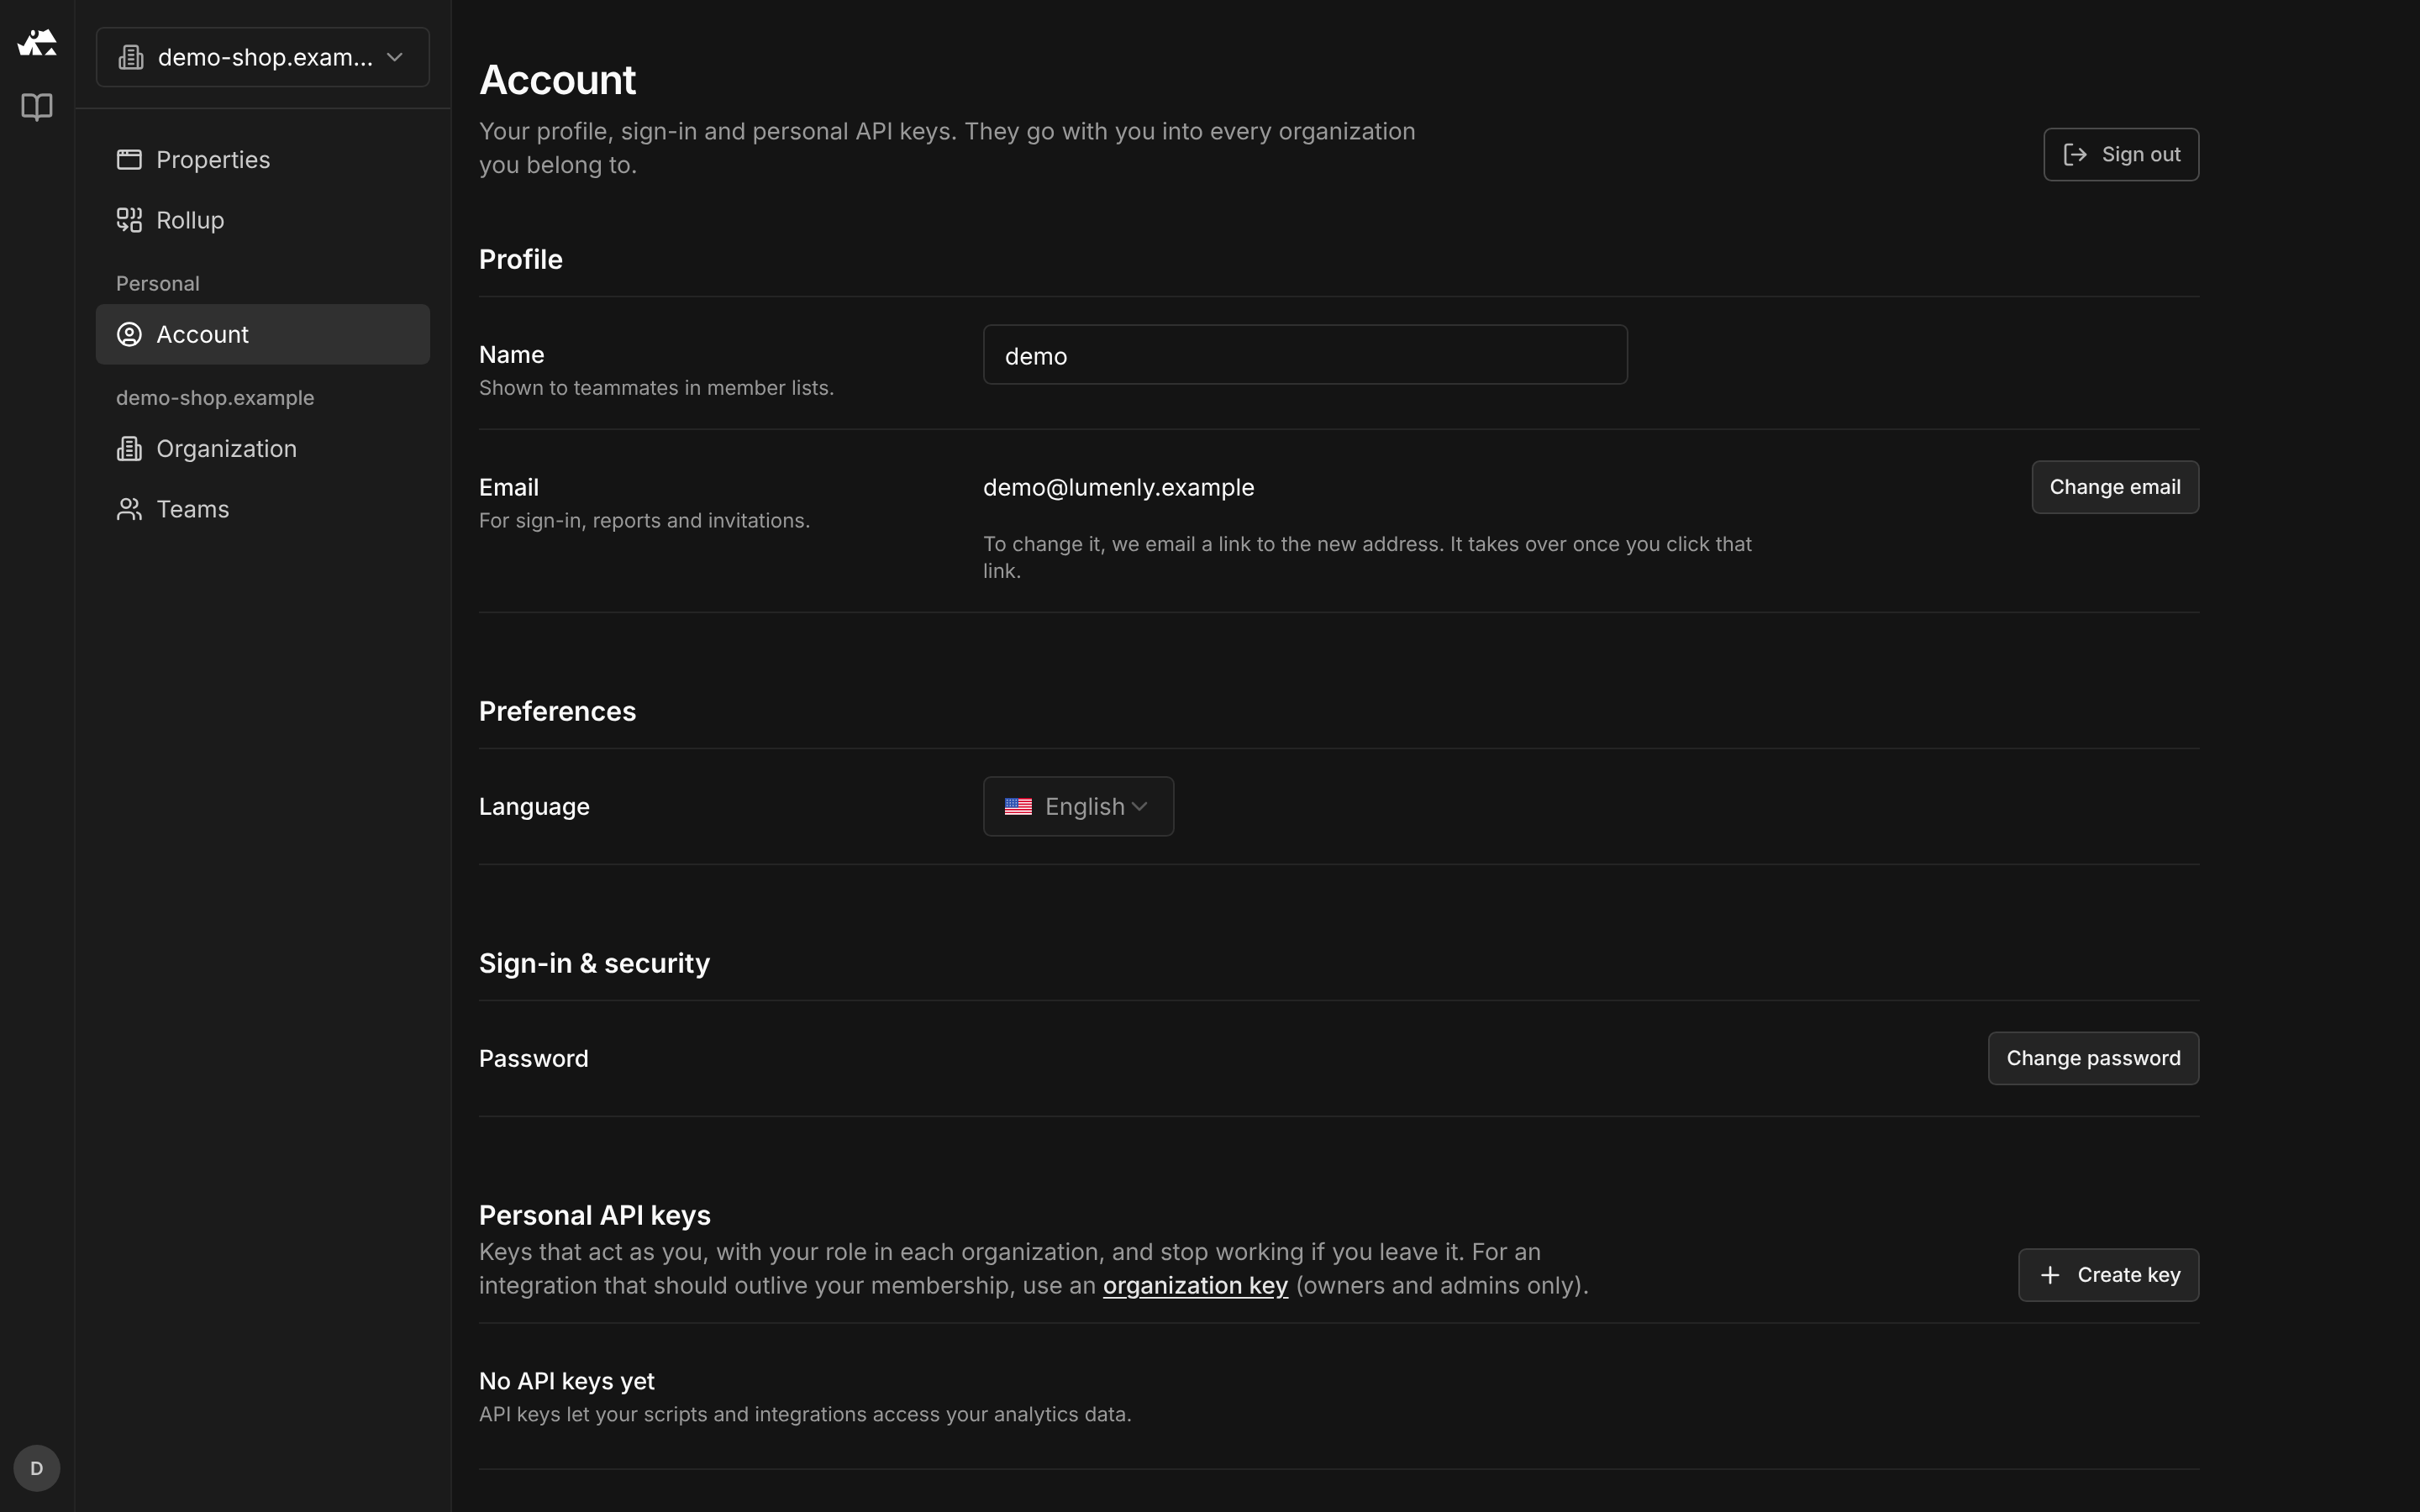 demo-shop.exam...
Properties
Rollup
Personal
Account
demo-shop.example
Organization
Teams
D
Account
Your profile, sign-in and personal API keys. They go with you into every organization
you belong to.
Sign out
Profile
Name
Shown to teammates in member lists.
demo
Email
For sign-in, reports and invitations.
demo@lumenly.example
To change it, we email a link to the new address. It takes over once you click that
link.
Change email
Preferences
Language
English
Sign-in & security
Password
Change password
Personal API keys
Keys that act as you, with your role in each organization, and stop working if you leave it. For an
integration that should outlive your membership, use an organization key (owners and admins only).
Create key
No API keys yet
API keys let your scripts and integrations access your analytics data.